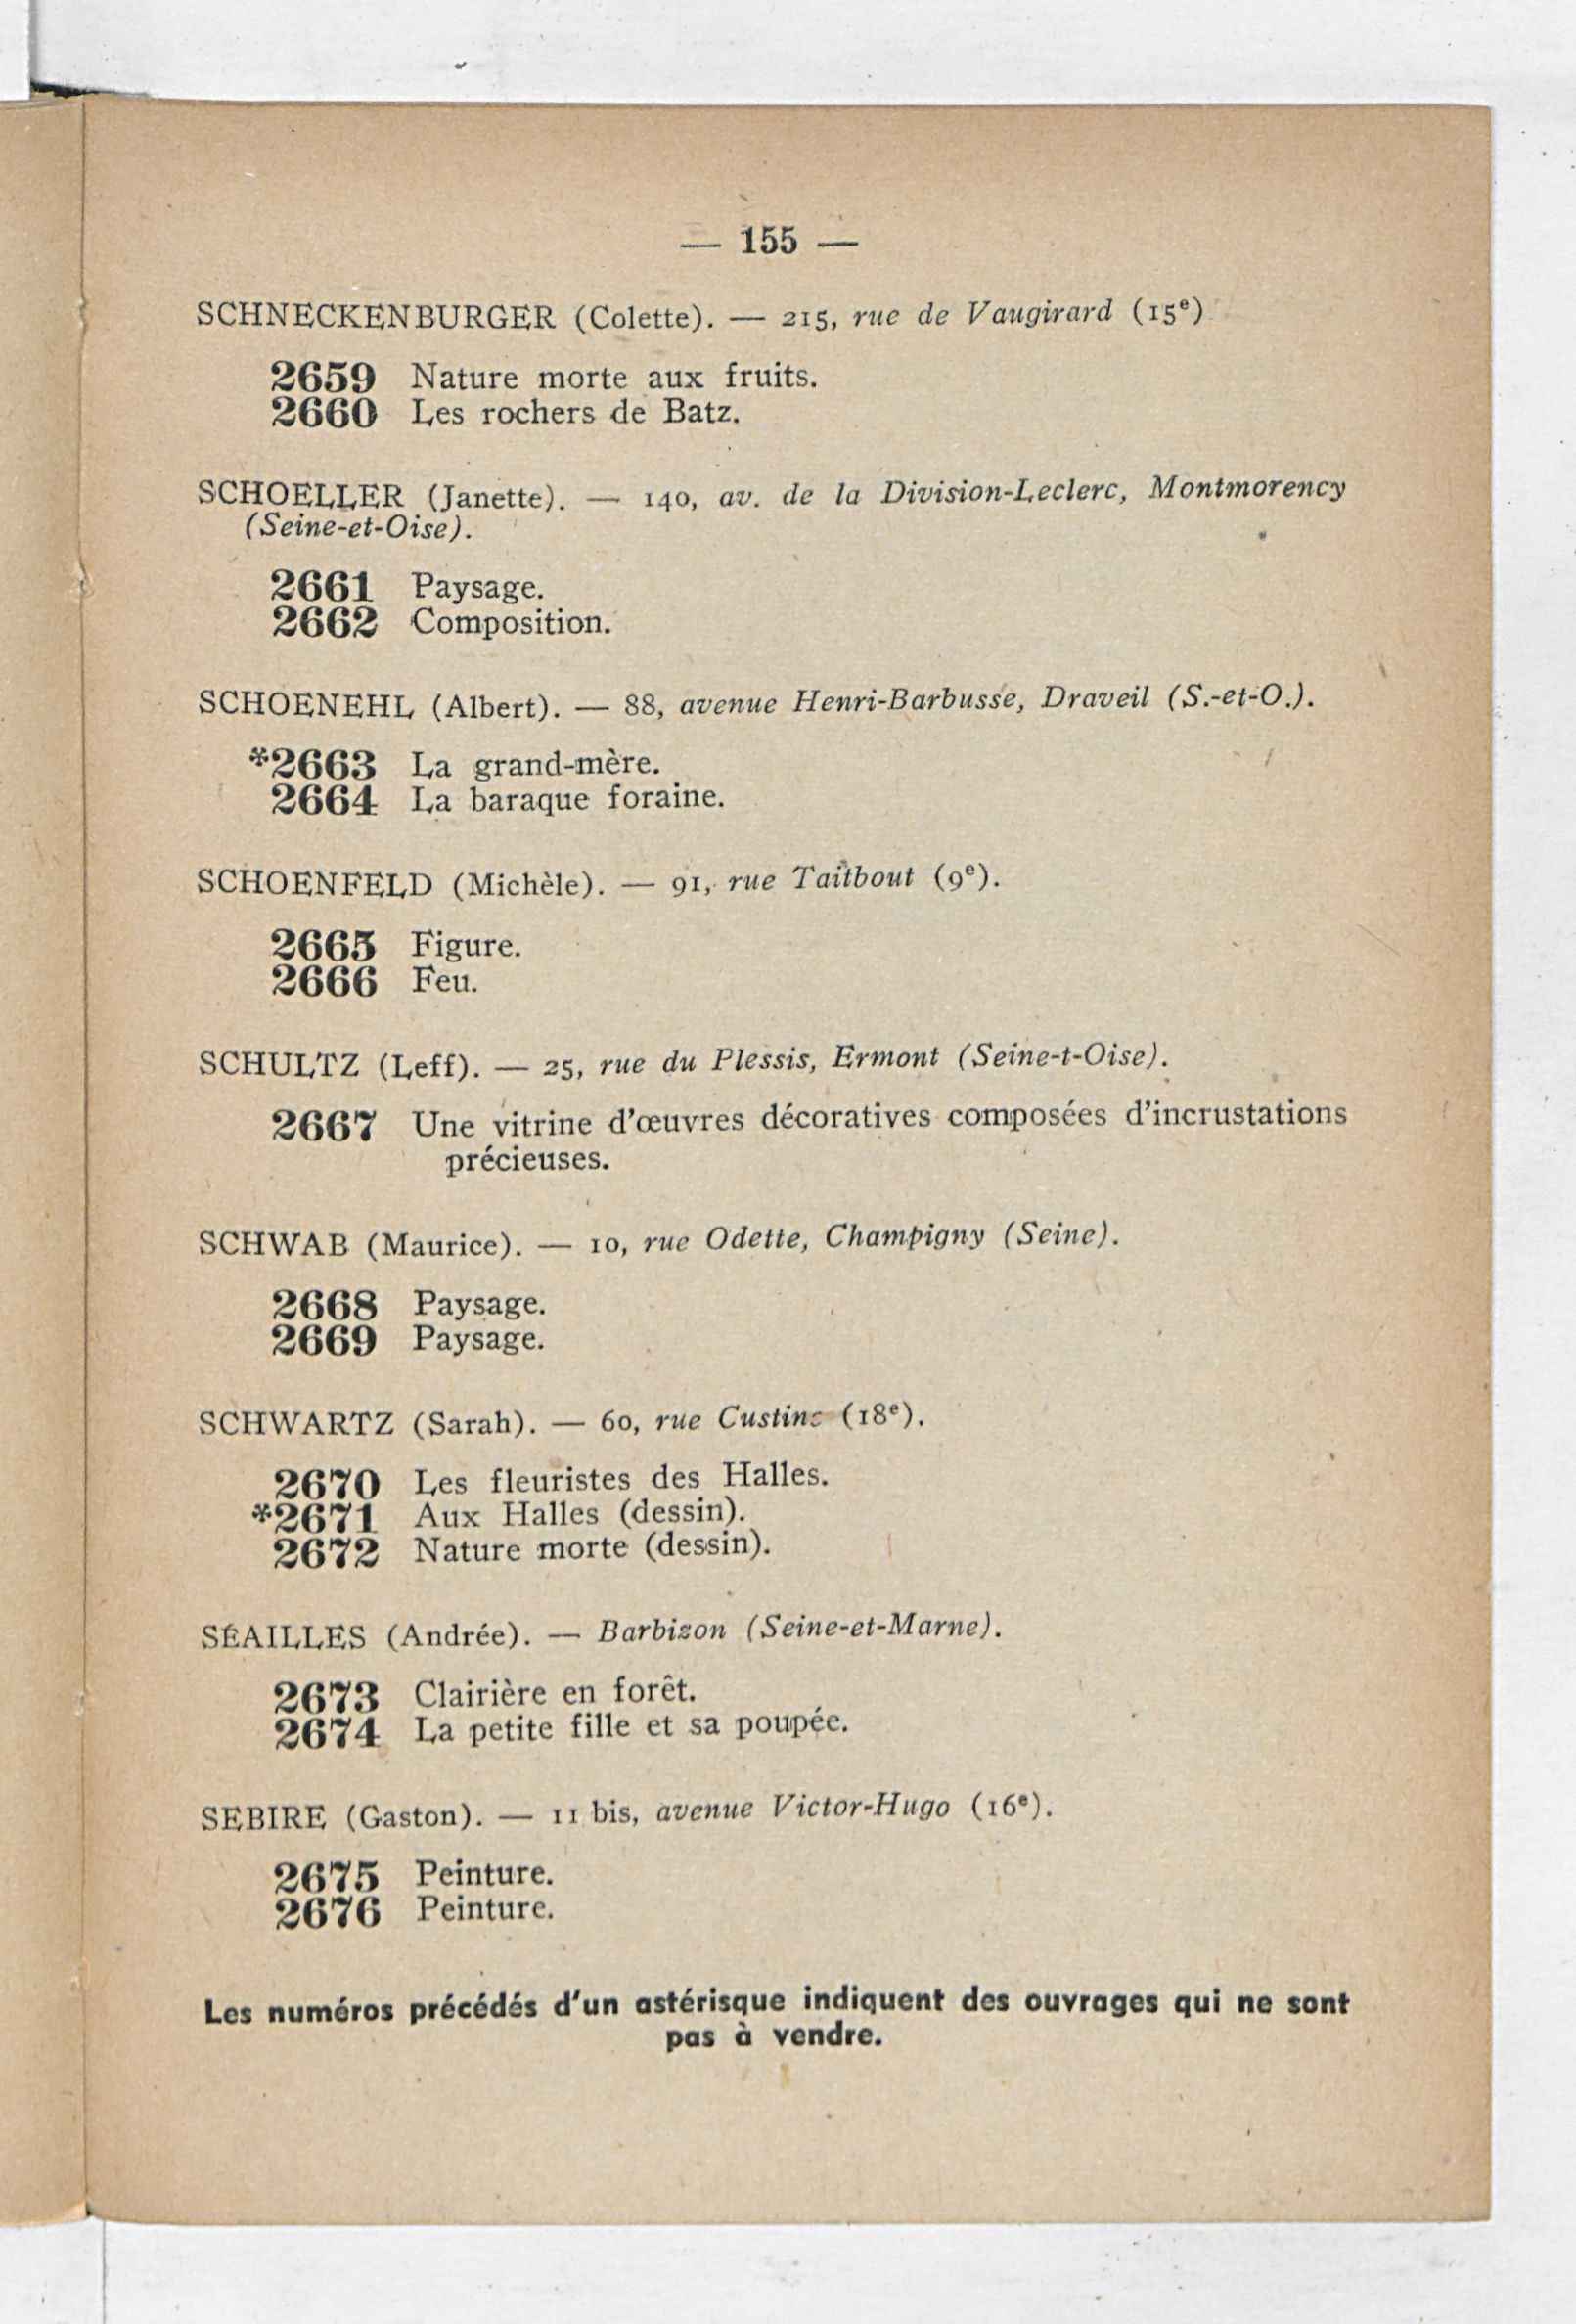 — 155 —
SCHNECKENBURGER (Colette). — 215, rue de Vaugirard (15e)
2659 Nature morte aux fruits.
2660 Les rochers de Batz.
SCHOELLER (Janette). — 140, av. de la Division-Leclerc, Montmorency
(Seine-et-Oise).
2661 Paysage.
2662 Composition.
SCHOENEHL (Albert). — 88, avenue Henri-Barbusse, Draveil (S.-et-O.).
*2663 La grand-mère.
2664 La baraque foraine.
SCHOENFELD (Michèle). — 91, rue Taitbout (9e).
2665 Figure.
2666 Feu.
SCHULTZ (Leff). — 25, rue du Plessis, Ermont (Seine-t-Oise).
2667 Une vitrine d'œuvres décoratives composées d'incrustations
précieuses.
SCHWAB (Maurice). — 10, rue Odette, Champigny (Seine).
2668 Paysage.
2669 Paysage.
SCHWARTZ (Sarah). — 60, rue Custine (18e).
2670 Les fleuristes des Halles.
*2671 Aux Halles (dessin).
2672 Nature morte (dessin).
SÉAILLES (Andrée). — Barbizon (Seine-et-Marne).
2673 Clairière en forêt.
2674 La petite fille et sa poupée.
SEBIRE (Gaston). — 11 bis, avenue Victor-Hugo (16e).
2675 Peinture.
2676 Peinture.
Les numéros précédés d'un astérisque indiquent des ouvrages qui ne sont
pas à vendre.